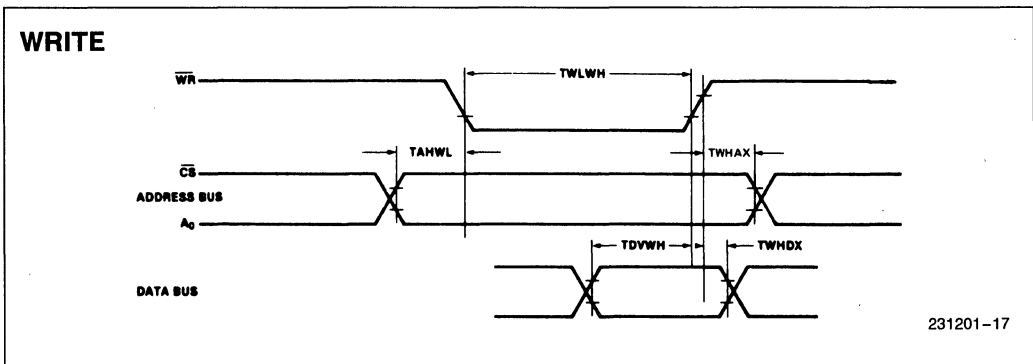 WRITE
WR
TWLWH
TAHWL
TWHAX
CS
ADDRESS BUS
A0
TDVWH
TWHDX
DATA BUS
231201-17